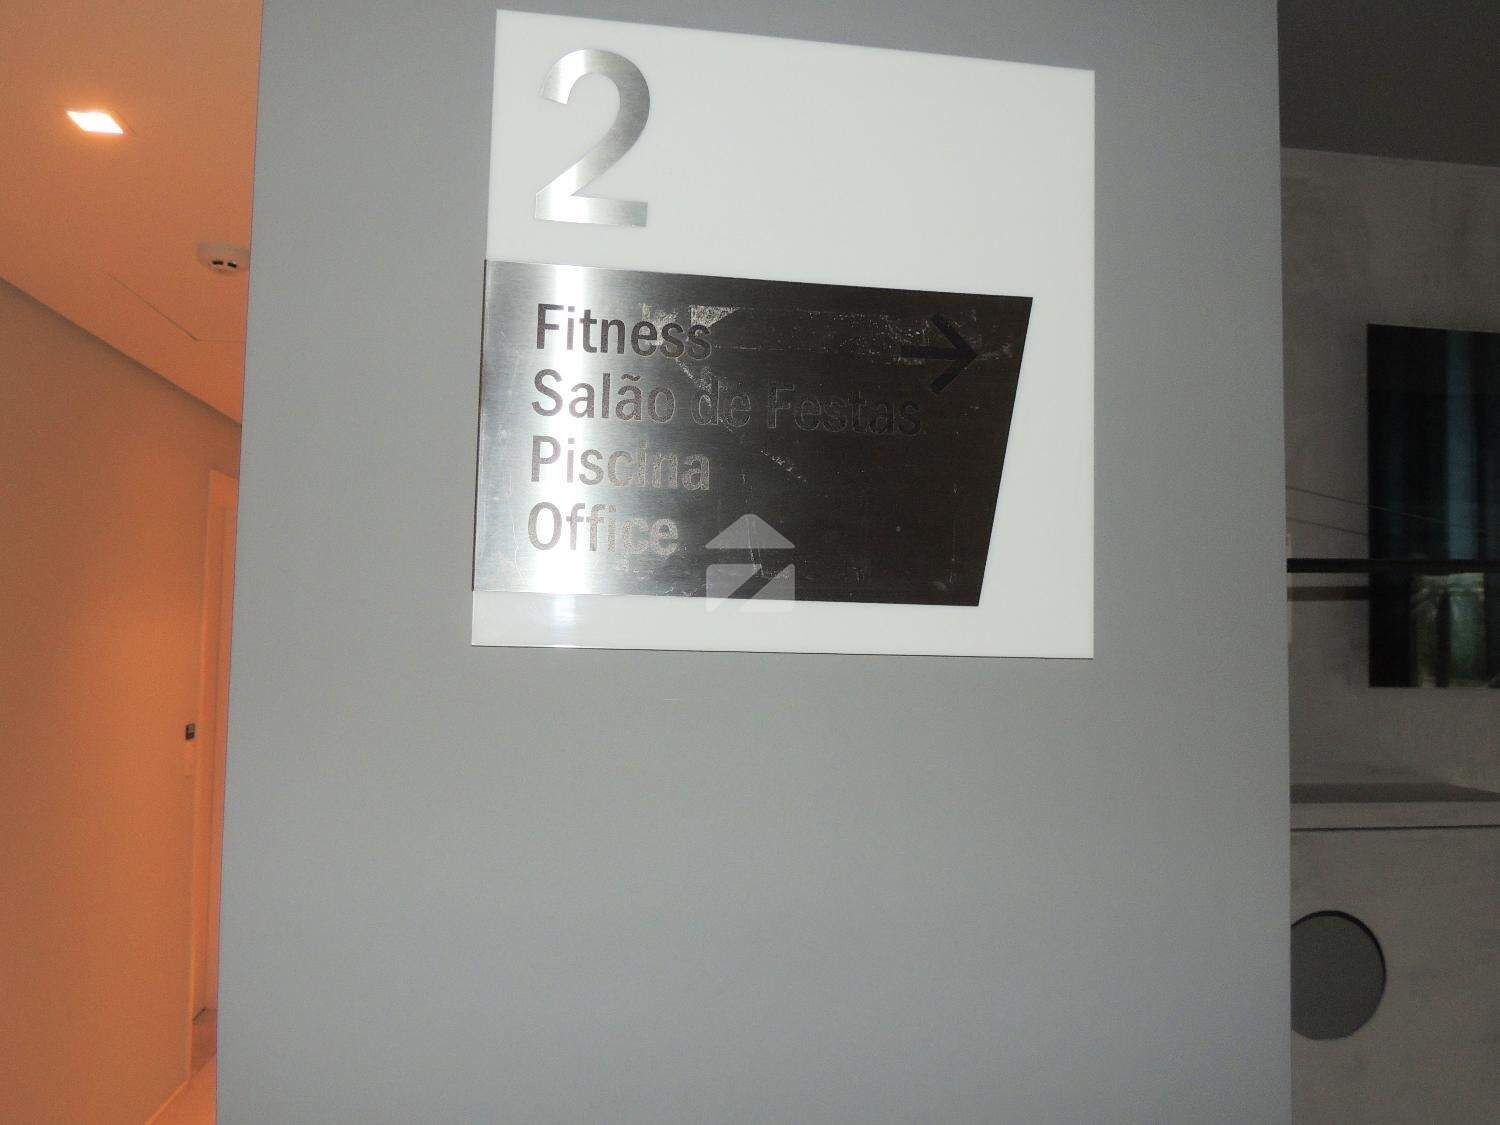 2
Fitness →
Salão de Festas
Piscina
Office